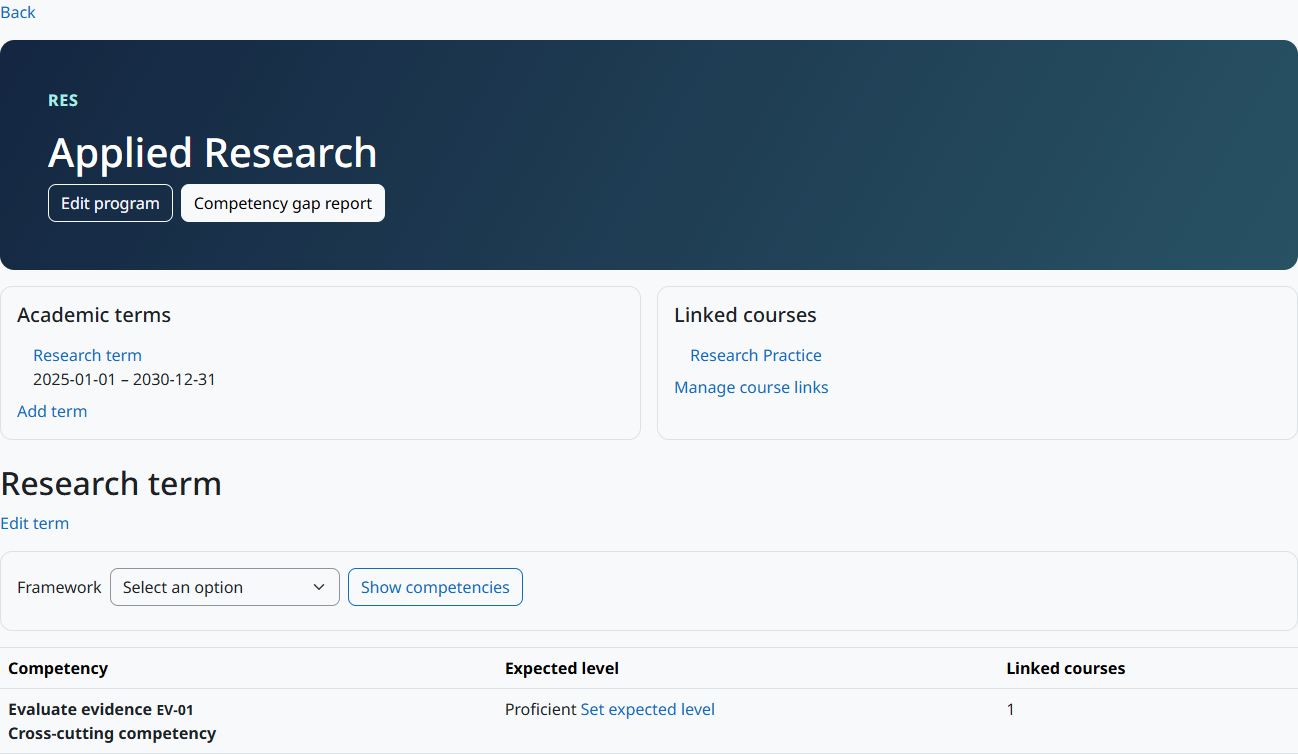 Back
RES
Applied Research
Edit program
Competency gap report
Academic terms
Research term
2025-01-01 – 2030-12-31
Add term
Linked courses
Research Practice
Manage course links
Research term
Edit term
Framework Select an option Show competencies
Competency Expected level Linked courses
Evaluate evidence EV-01 Proficient Set expected level 1
Cross-cutting competency